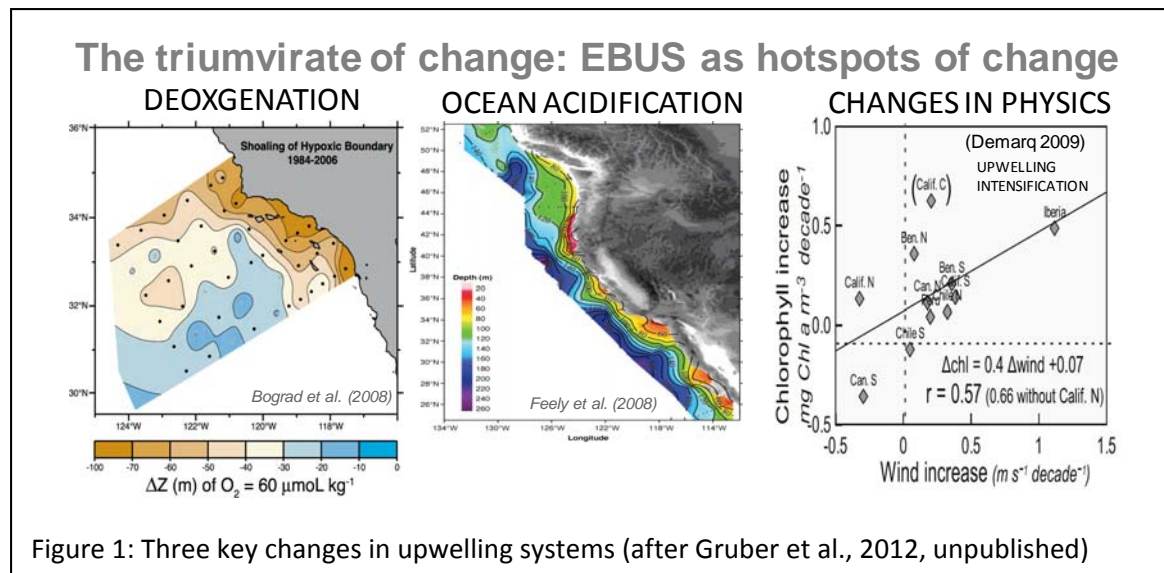 The triumvirate of change: EBUS as hotspots of change
DEOXGENATION
36°N
34°N
32°N
30°N
Shoaling of Hypoxic Boundary
1984-2006
Bograd et al. (2008)
124°W 122°W 120°W 118°W
-100 -70 -60 -50 -40 -30 -20 -10 0
ΔZ (m) of O2 = 60 μmoL kg-1
OCEAN ACIDIFICATION
52°N
50°N
48°N
46°N
44°N
42°N
40°N
38°N
36°N
34°N
32°N
30°N
28°N
26°N
Latitude
Depth (m)
20
40
60
80
100
120
140
160
180
200
220
240
260
Feely et al. (2008)
134°W 130°W 126°W 122°W 118°W 114°W
Longitude
CHANGES IN PHYSICS
(Demarq 2009)
UPWELLING
INTENSIFICATION
Chlorophyll increase
mg Chl a m-3 decade-1
1.0
0.5
0.0
-0.5
(Calif. C)
Iberia
Ben. N
Ben. S
Calif. S
Calif. N
Can. N
Chile N
Chile S
Can. S
Δchl = 0.4 Δwind +0.07
r = 0.57 (0.66 without Calif. N)
-0.5 0 0.5 1 1.5
Wind increase (m s-1 decade-1)
Figure 1: Three key changes in upwelling systems (after Gruber et al., 2012, unpublished)